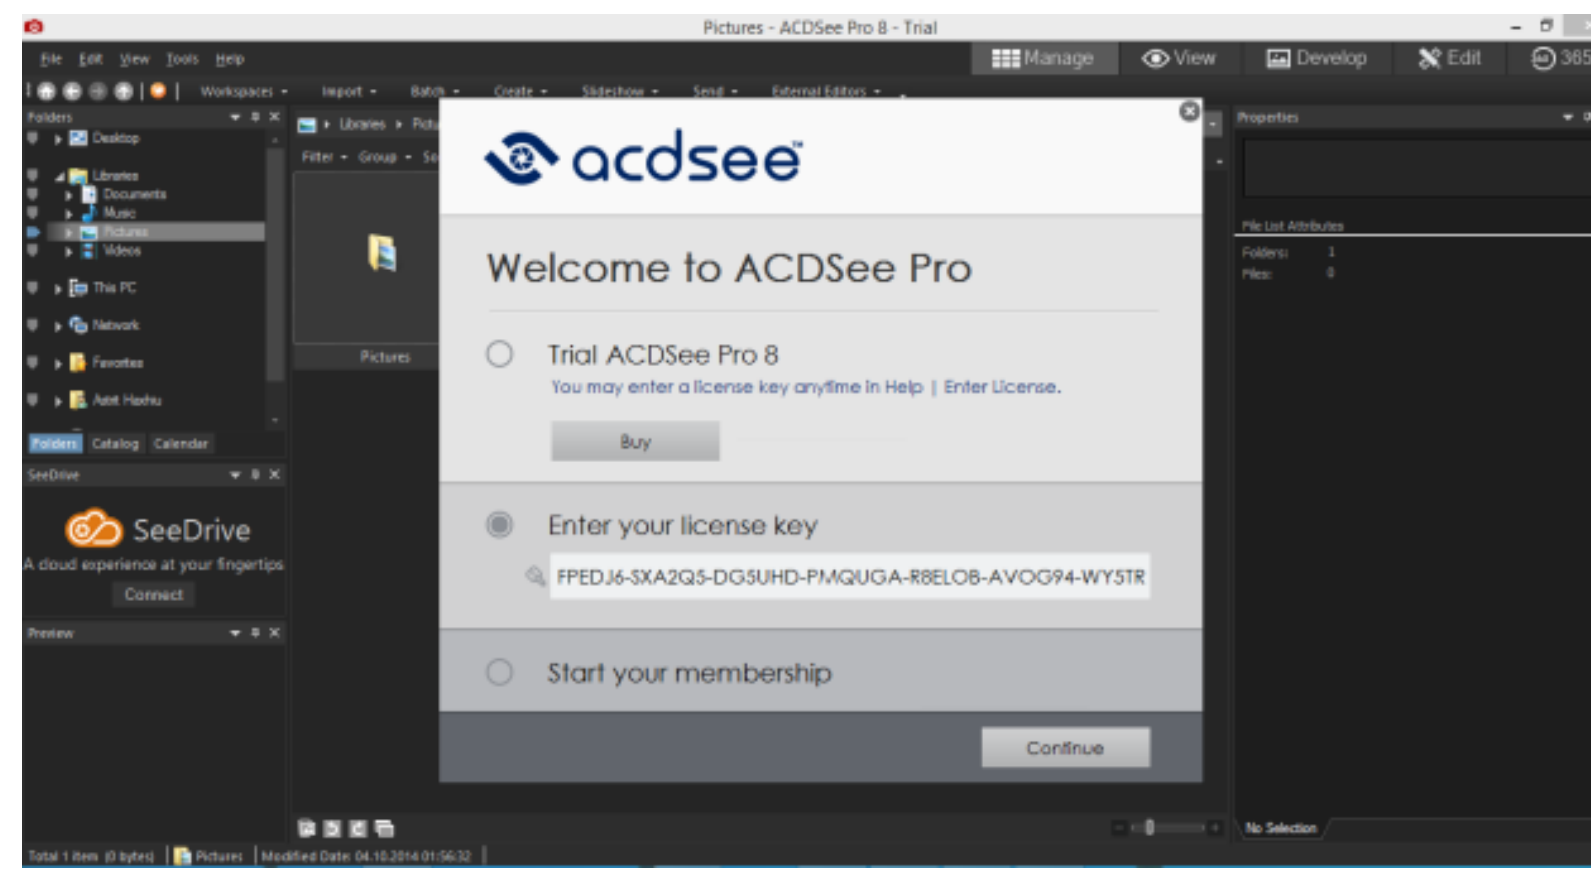 Pictures - ACDSee Pro 8 - Trial
File Edit View Tools Help
Manage View Develop Edit 365
Workspaces Import Batch Create Slideshow Send External Editors
Folders
Desktop
Libraries
Documents
Music
Pictures
Videos
This PC
Network
Favorites
Folders Catalog Calendar
SeeDrive
SeeDrive
A cloud experience at your fingertips
Connect
Preview
Libraries Pictu
Filter Group So
Pictures
acdsee™
Welcome to ACDSee Pro
Trial ACDSee Pro 8
You may enter a license key anytime in Help | Enter License.
Buy
Enter your license key
FPEDJ6-SXA2Q5-DG5UHD-PMQUGA-R8ELOB-AVOG94-WY5TR
Start your membership
Continue
Properties
File List Attributes
Folders: 1
Files: 0
No Selection
Total 1 item (0 bytes) Pictures Modified Date: 04.10.2014 01:56:32